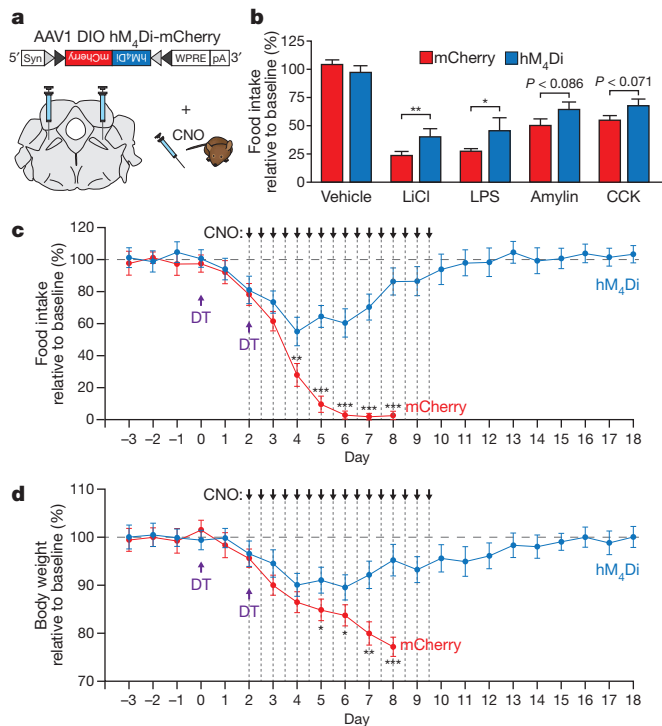 a
AAV1 DIO hM4Di-mCherry
5′ Syn mCherry hM4Di WPRE pA 3′
+
CNO
b
Food intake
relative to baseline (%)
125
100
75
50
25
0
mCherry hM4Di
** * P < 0.086 P < 0.071
Vehicle LiCl LPS Amylin CCK
c
CNO:
Food intake
relative to baseline (%)
120
100
80
60
40
20
0
DT
DT
** *** *** *** ***
hM4Di
mCherry
–3 –2 –1 0 1 2 3 4 5 6 7 8 9 10 11 12 13 14 15 16 17 18
Day
d
CNO:
Body weight
relative to baseline (%)
110
100
90
80
70
DT
DT
* * ** ***
hM4Di
mCherry
–3 –2 –1 0 1 2 3 4 5 6 7 8 9 10 11 12 13 14 15 16 17 18
Day